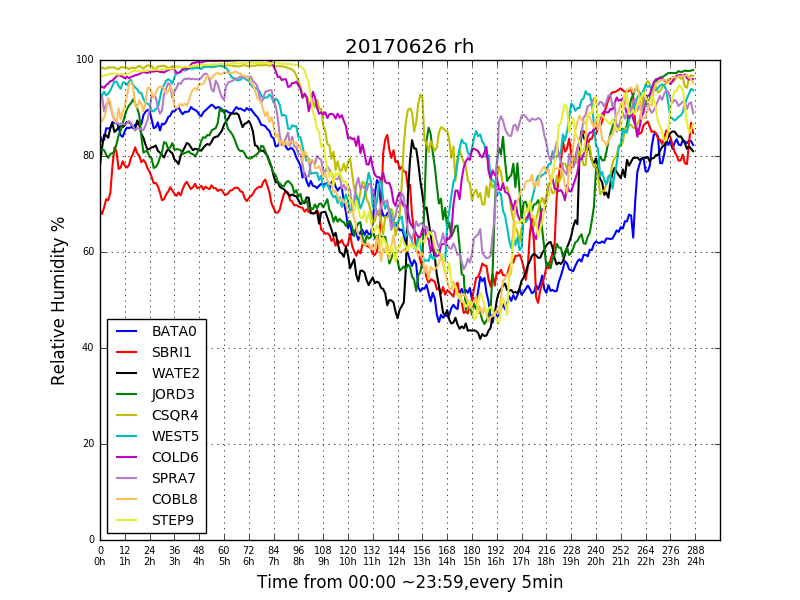 20170626 rh
Relative Humidity %
100
80
60
40
20
0
BATA0
SBRI1
WATE2
JORD3
CSQR4
WEST5
COLD6
SPRA7
COBL8
STEP9
0 12 24 36 48 60 72 84 96 108 120 132 144 156 168 180 192 204 216 228 240 252 264 276 288
0h 1h 2h 3h 4h 5h 6h 7h 8h 9h 10h 11h 12h 13h 14h 15h 16h 17h 18h 19h 20h 21h 22h 23h 24h
Time from 00:00 ~23:59,every 5min